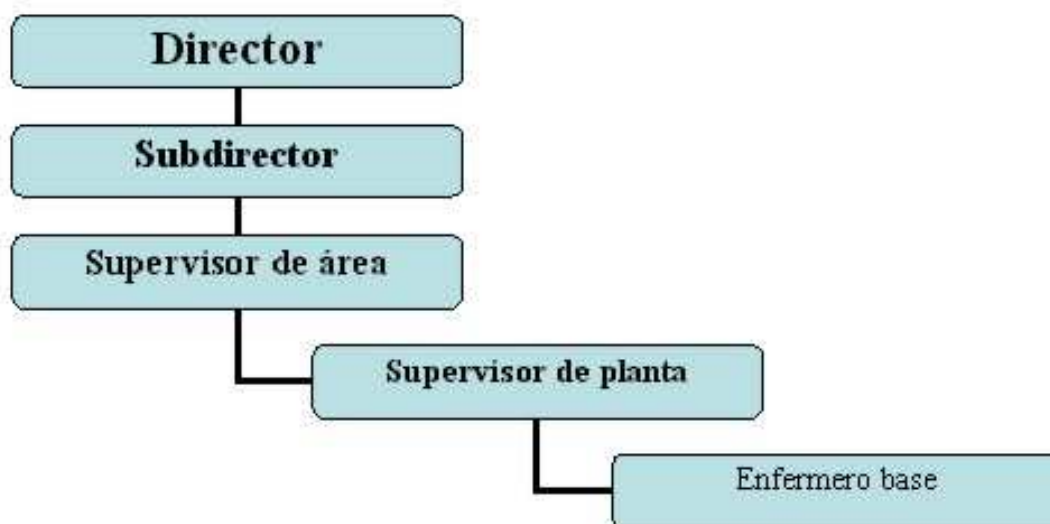 Director
Subdirector
Supervisor de área
Supervisor de planta
Enfermero base